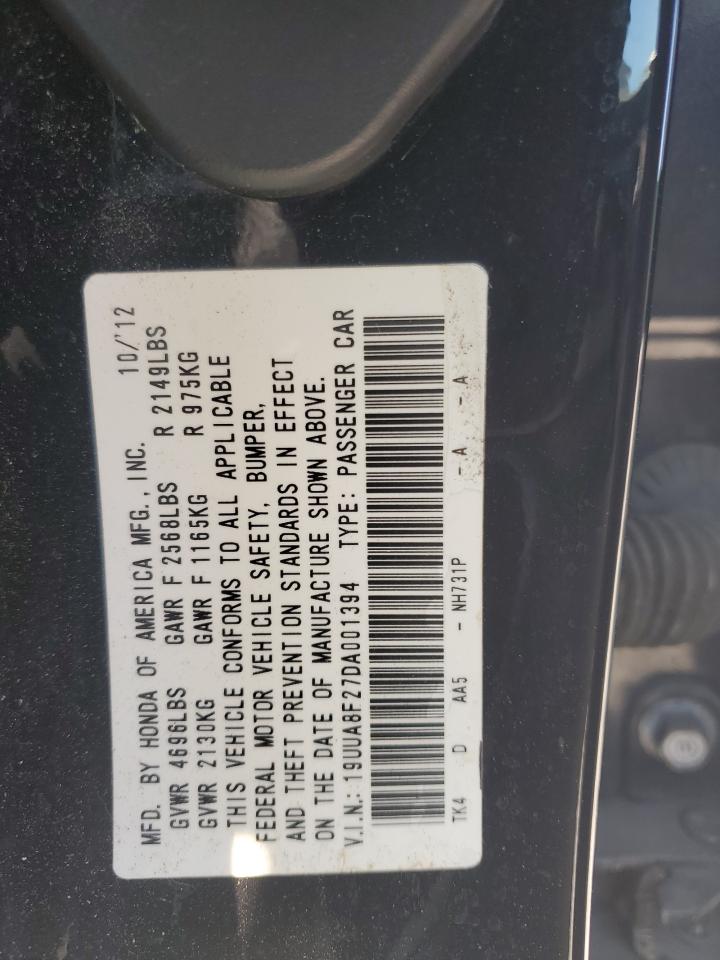 MFD. BY HONDA OF AMERICA MFG., INC. 10/'12
GVWR 4696LBS GAWR F 2568LBS R 2149LBS
GVWR 2130KG GAWR F 1165KG R 975KG
THIS VEHICLE CONFORMS TO ALL APPLICABLE
FEDERAL MOTOR VEHICLE SAFETY, BUMPER,
AND THEFT PREVENTION STANDARDS IN EFFECT
ON THE DATE OF MANUFACTURE SHOWN ABOVE.
V.I.N.: 19UUA8F27DA001394 TYPE: PASSENGER CAR
TK4 D AA5 - NH731P - A - A